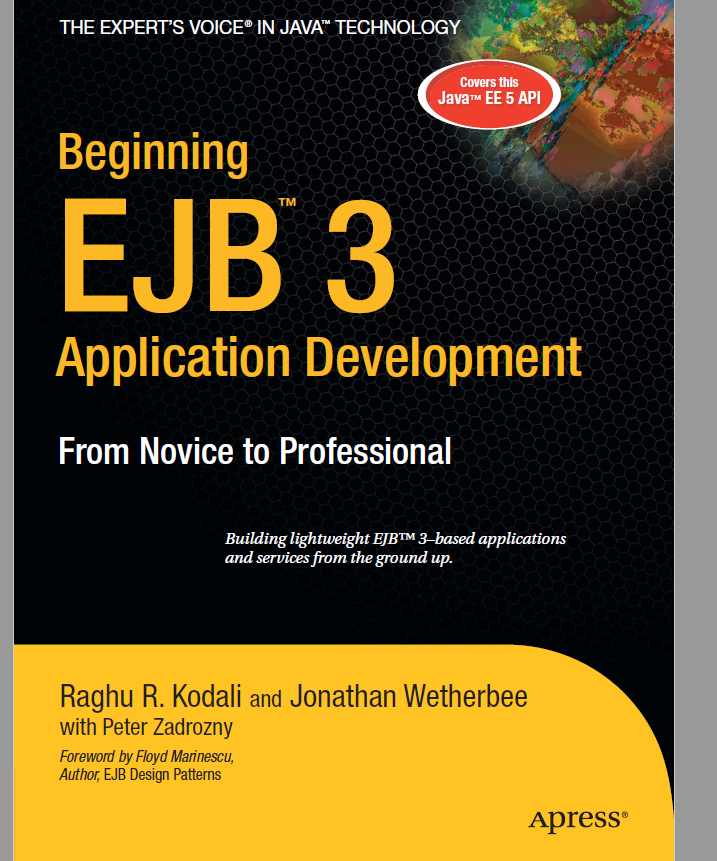 THE EXPERT'S VOICE® IN JAVA™ TECHNOLOGY
Covers this
Java™ EE 5 API
Beginning
EJB™ 3
Application Development
From Novice to Professional
Building lightweight EJB™ 3–based applications
and services from the ground up.
Raghu R. Kodali and Jonathan Wetherbee
with Peter Zadrozny
Foreword by Floyd Marinescu,
Author, EJB Design Patterns
Apress®